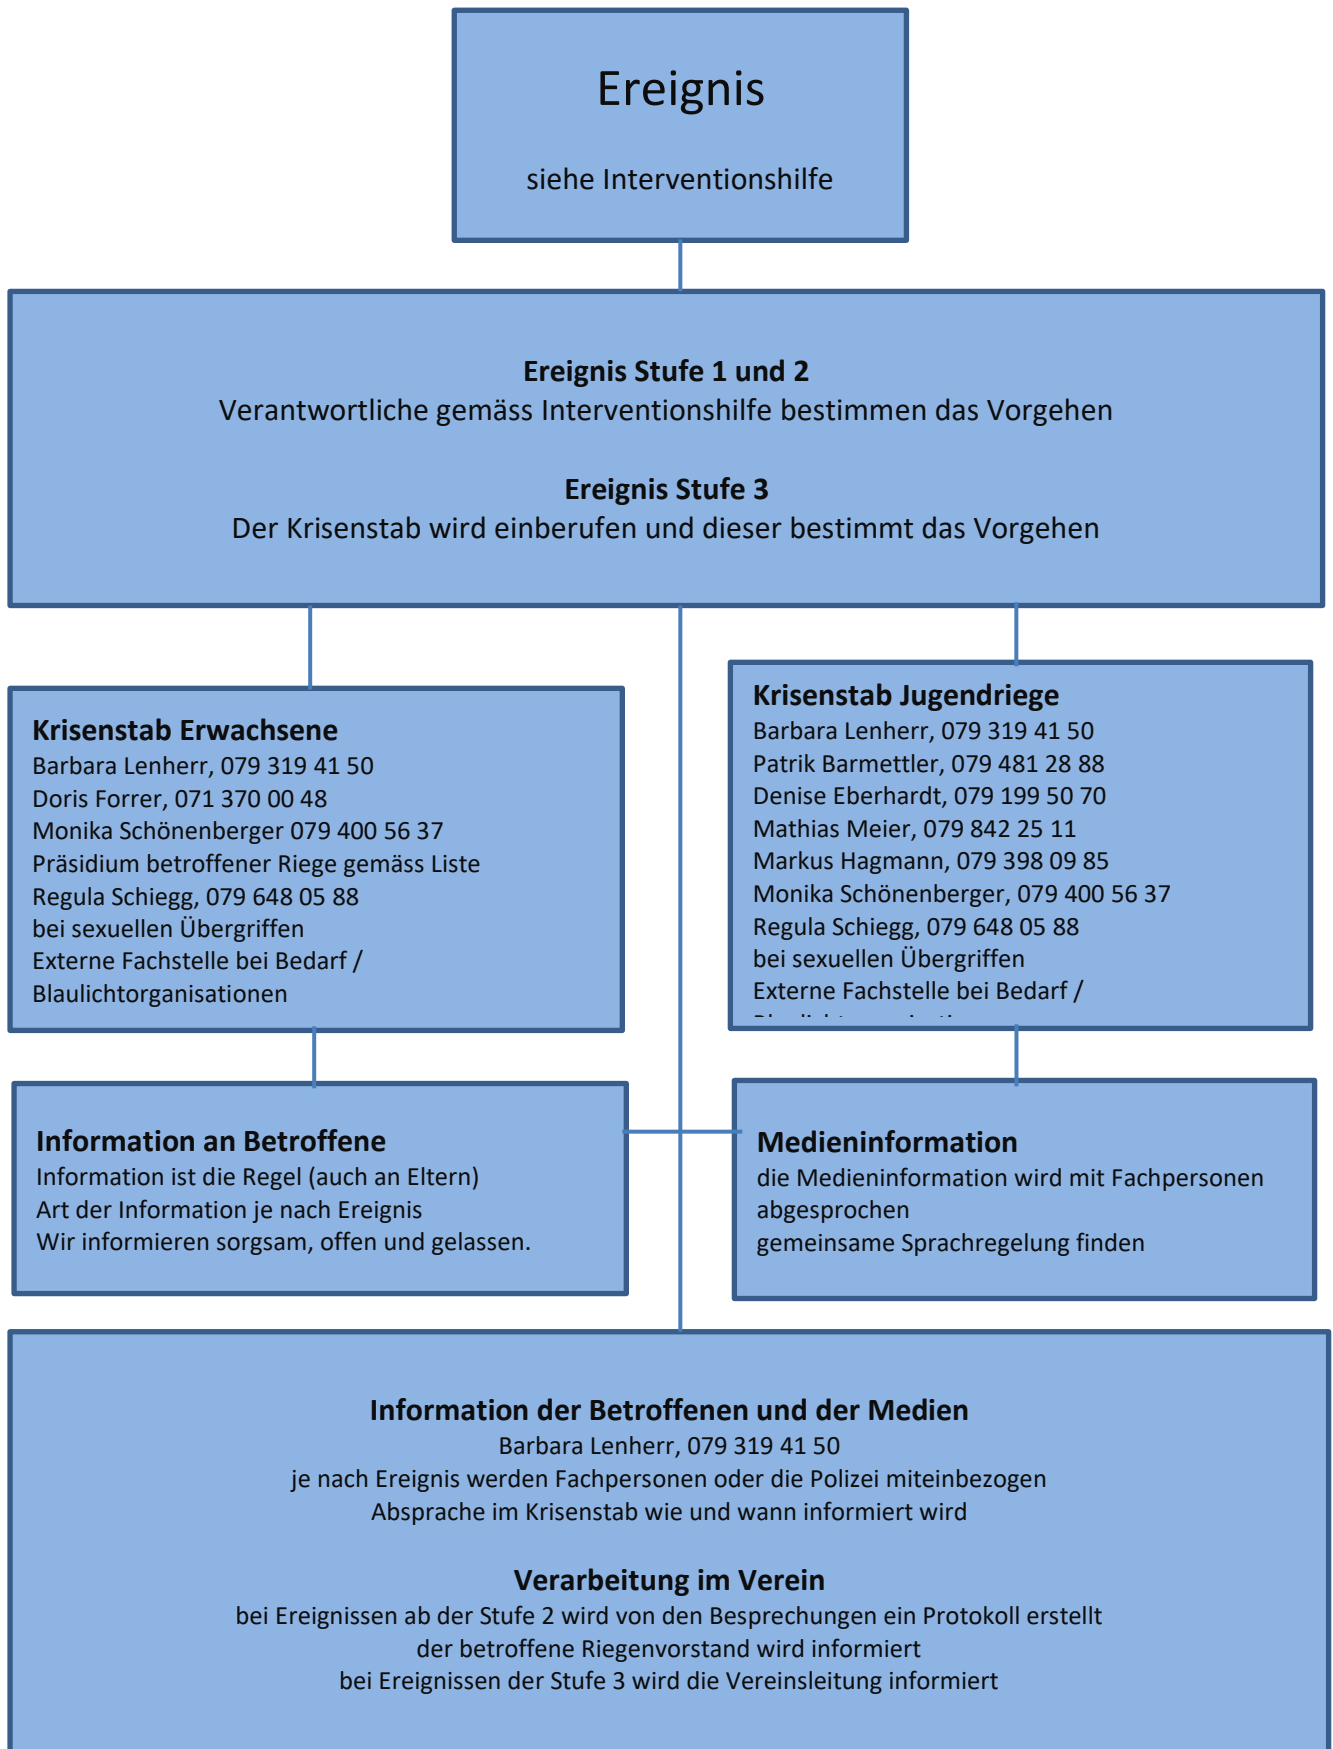 Ereignis
siehe Interventionshilfe
Ereignis Stufe 1 und 2
Verantwortliche gemäss Interventionshilfe bestimmen das Vorgehen
Ereignis Stufe 3
Der Krisenstab wird einberufen und dieser bestimmt das Vorgehen
Krisenstab Erwachsene
Barbara Lenherr, 079 319 41 50
Doris Forrer, 071 370 00 48
Monika Schönenberger 079 400 56 37
Präsidium betroffener Riege gemäss Liste
Regula Schiegg, 079 648 05 88
bei sexuellen Übergriffen
Externe Fachstelle bei Bedarf /
Blaulichtorganisationen
Krisenstab Jugendriege
Barbara Lenherr, 079 319 41 50
Patrik Barmettler, 079 481 28 88
Denise Eberhardt, 079 199 50 70
Mathias Meier, 079 842 25 11
Markus Hagmann, 079 398 09 85
Monika Schönenberger, 079 400 56 37
Regula Schiegg, 079 648 05 88
bei sexuellen Übergriffen
Externe Fachstelle bei Bedarf /
Information an Betroffene
Information ist die Regel (auch an Eltern)
Art der Information je nach Ereignis
Wir informieren sorgsam, offen und gelassen.
Medieninformation
die Medieninformation wird mit Fachpersonen
abgesprochen
gemeinsame Sprachregelung finden
Information der Betroffenen und der Medien
Barbara Lenherr, 079 319 41 50
je nach Ereignis werden Fachpersonen oder die Polizei miteinbezogen
Absprache im Krisenstab wie und wann informiert wird
Verarbeitung im Verein
bei Ereignissen ab der Stufe 2 wird von den Besprechungen ein Protokoll erstellt
der betroffene Riegenvorstand wird informiert
bei Ereignissen der Stufe 3 wird die Vereinsleitung informiert